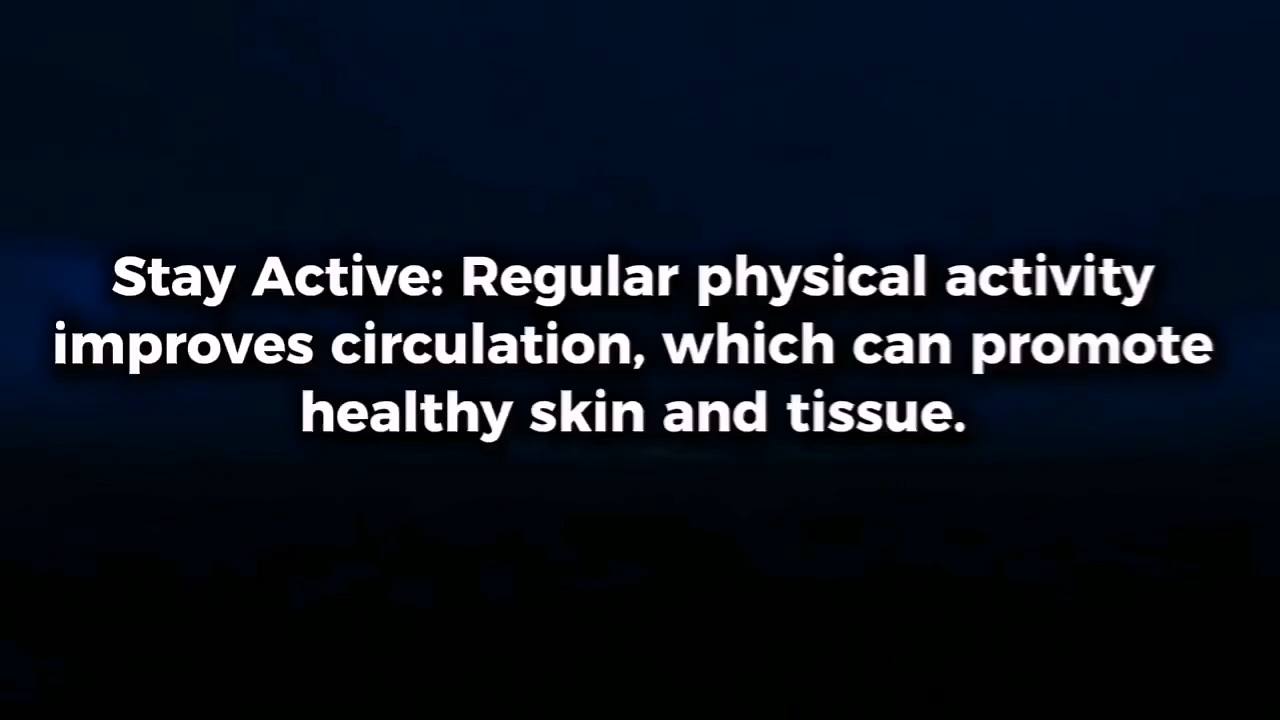 Stay Active: Regular physical activity
improves circulation, which can promote
healthy skin and tissue.